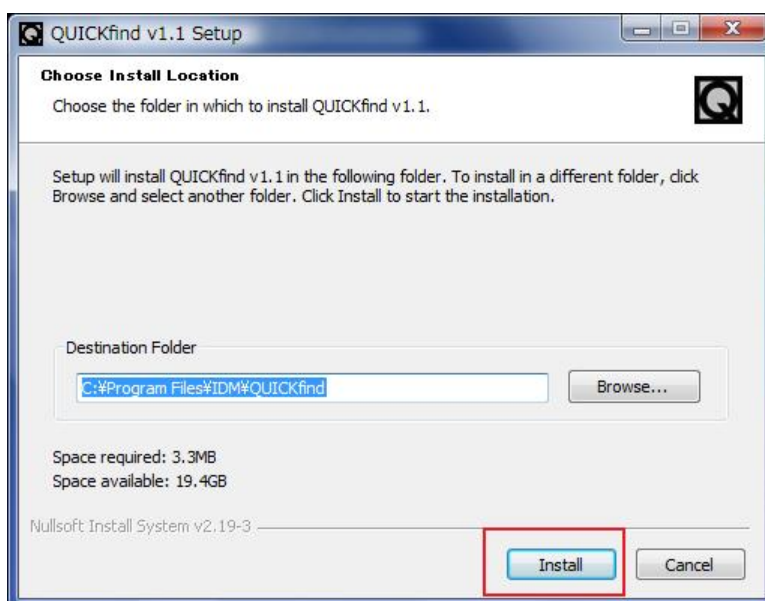 QUICKfind v1.1 Setup
Choose Install Location
Choose the folder in which to install QUICKfind v1.1.
Setup will install QUICKfind v1.1 in the following folder. To install in a different folder, click
Browse and select another folder. Click Install to start the installation.
Destination Folder
C:¥Program Files¥IDM¥QUICKfind
Browse...
Space required: 3.3MB
Space available: 19.4GB
Nullsoft Install System v2.19-3
Install
Cancel